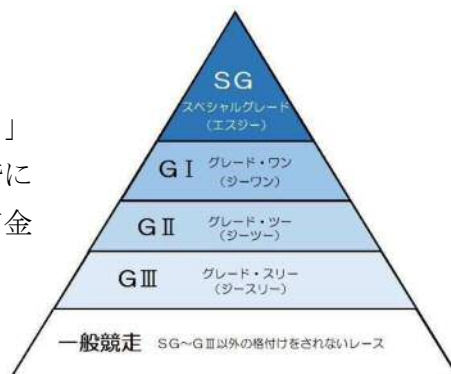 」
に
金
SG
スペシャルグレード
(エスジー)
GⅠ グレード・ワン
(ジーワン)
GⅡ グレード・ツー
(ジーツー)
GⅢ グレード・スリー
(ジースリー)
一般競走 SG～GⅢ以外の格付けをされないレース